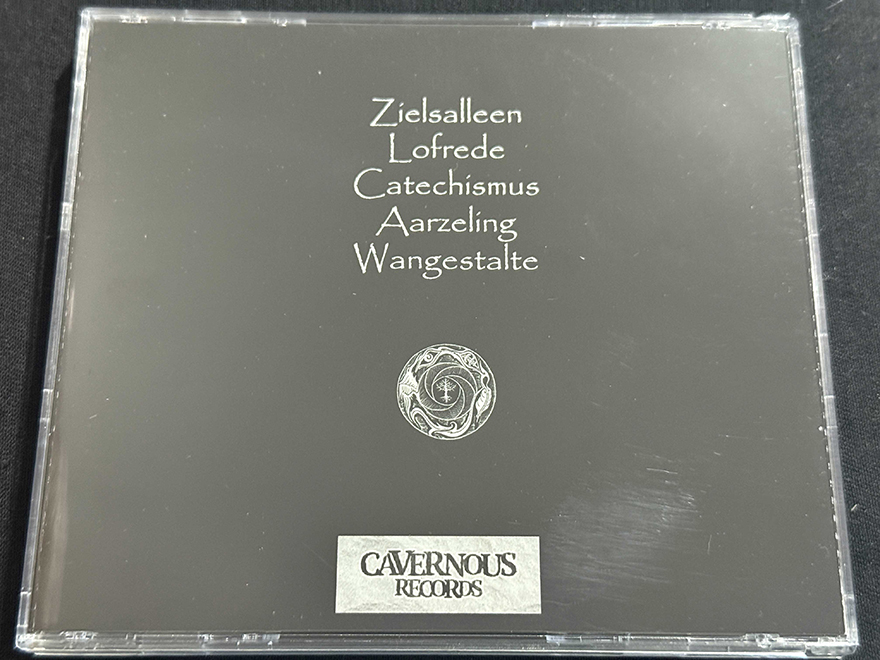 Zielsalleen
Lofrede
Catechismus
Aarzeling
Wangestalte
CAVERNOUS
RECORDS